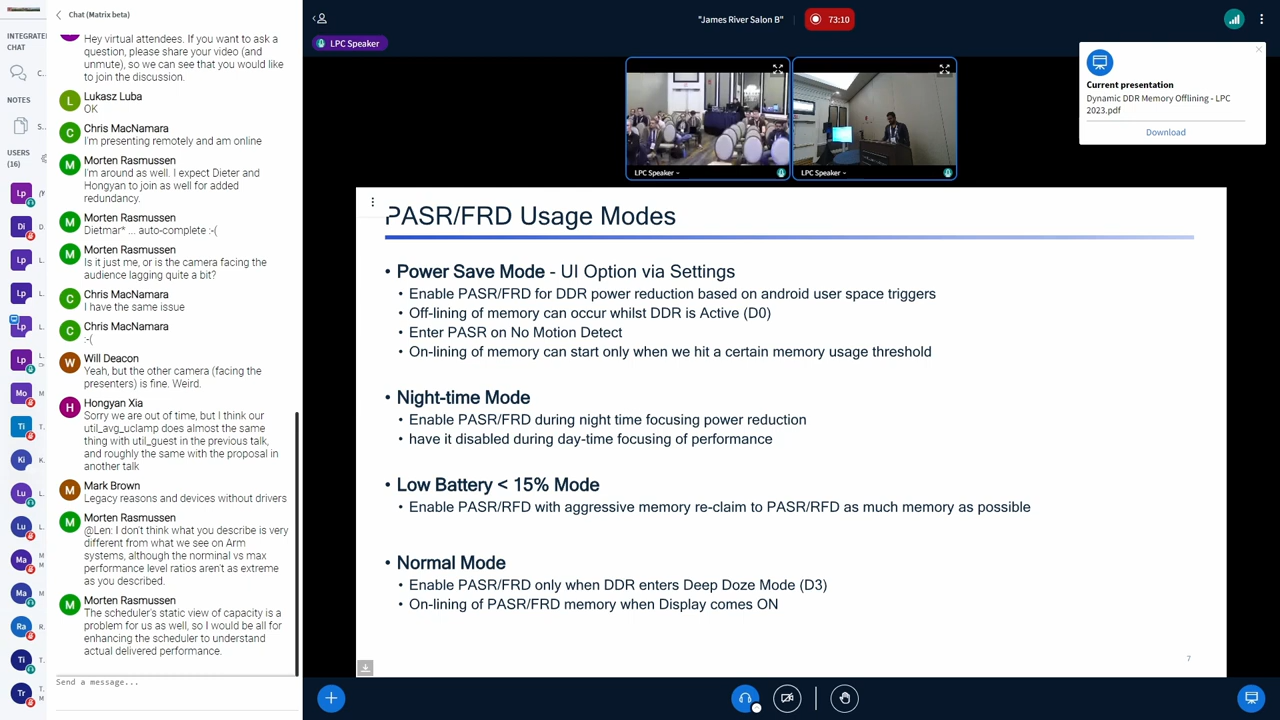 Chat (Matrix beta)
INTEGRATE
CHAT
C..
NOTES
S...
USERS
(16)
Lp
Di
D.
Lp
L.
Lp
L.
Lp
L.
Lp
Mo
M
Ti
Ki
K.
Lu
L.
Lu
L.
Ma
M
M
Ma
Ra
R..
Ti
T.
Tr
T.
M.
Hey virtual attendees. If you want to ask a
question, please share your video (and
unmute), so we can see that you would like
to join the discussion.
L
Lukasz Luba
OK
C
Chris MacNamara
I'm presenting remotely and am online
M
Morten Rasmussen
I'm around as well. I expect Dieter and
Hongyan to join as well for added
redundancy.
M
Morten Rasmussen
Dietmar* ... auto-complete :-(
M
Morten Rasmussen
Is it just me, or is the camera facing the
audience lagging quite a bit?
C
Chris MacNamara
I have the same issue
C
Chris MacNamara
:-(
W
Will Deacon
Yeah, but the other camera (facing the
presenters) is fine. Weird.
H
Hongyan Xia
Sorry we are out of time, but I think our
util_avg_uclamp does almost the same
thing with util_guest in the previous talk,
and roughly the same with the proposal in
another talk
M
Mark Brown
Legacy reasons and devices without drivers
M
Morten Rasmussen
@Len: I don't think what you describe is very
different from what we see on Arm
systems, although the norminal vs max
performance level ratios aren't as extreme
as you described.
M
Morten Rasmussen
The scheduler's static view of capacity is a
problem for us as well, so I would be all for
enhancing the scheduler to understand
actual delivered performance.
Send a message...
"James River Salon B"
73:10
LPC Speaker
LPC Speaker
LPC Speaker
Current presentation
Dynamic DDR Memory Offlining - LPC
2023.pdf
Download
PASR/FRD Usage Modes
• Power Save Mode - UI Option via Settings
• Enable PASR/FRD for DDR power reduction based on android user space triggers
• Off-lining of memory can occur whilst DDR is Active (D0)
• Enter PASR on No Motion Detect
• On-lining of memory can start only when we hit a certain memory usage threshold
• Night-time Mode
• Enable PASR/FRD during night time focusing power reduction
• have it disabled during day-time focusing of performance
• Low Battery < 15% Mode
• Enable PASR/RFD with aggressive memory re-claim to PASR/RFD as much memory as possible
• Normal Mode
• Enable PASR/FRD only when DDR enters Deep Doze Mode (D3)
• On-lining of PASR/FRD memory when Display comes ON
7